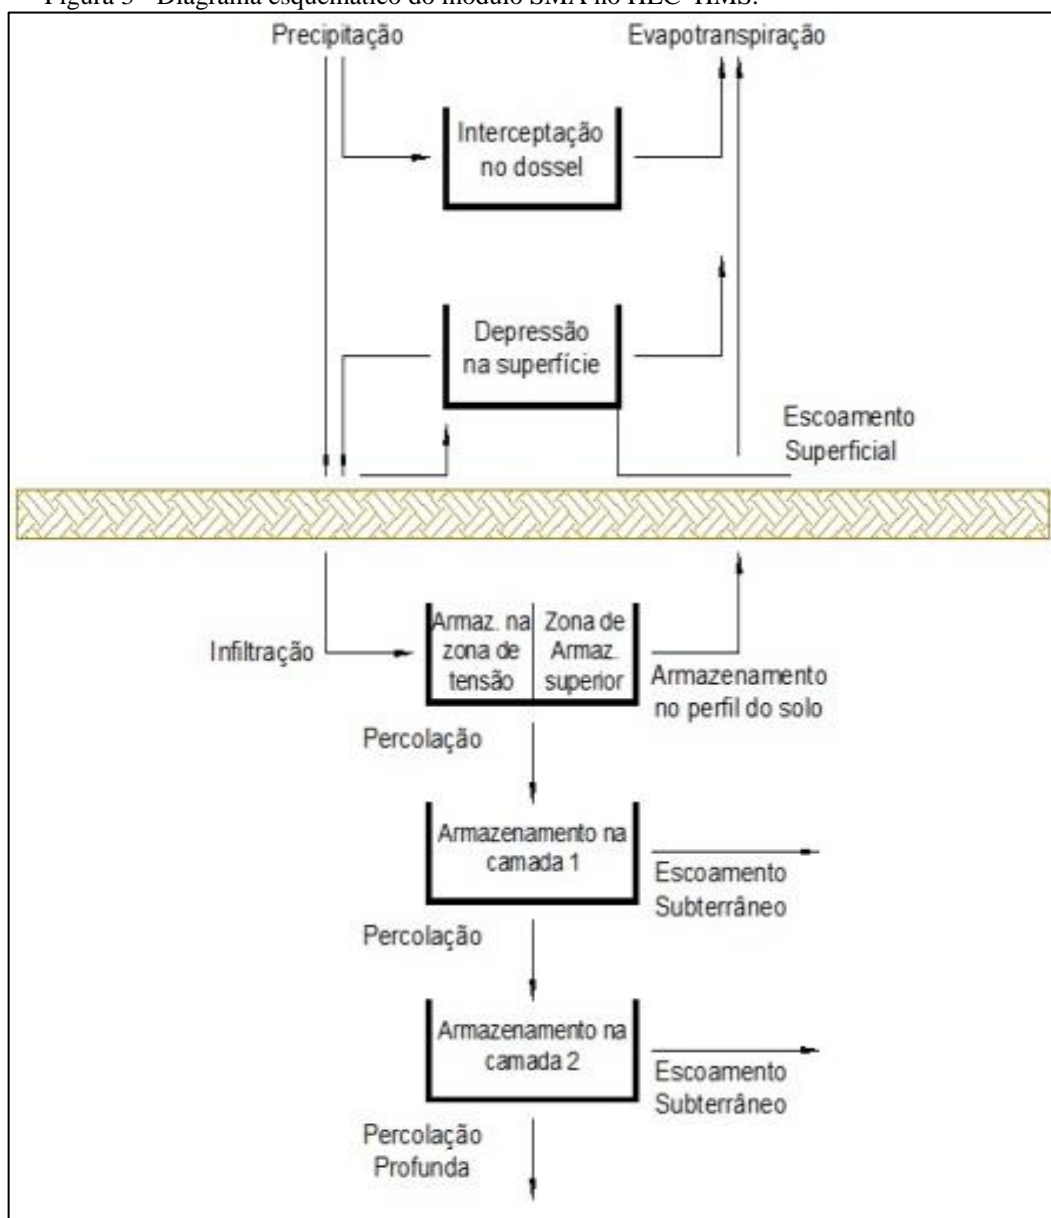 Figura 3 - Diagrama esquemático do módulo SMA no HEC-HMS.
Precipitação
Evapotranspiração
Interceptação
no dossel
Depressão
na superfície
Escoamento
Superficial
Infiltração
Armaz. na
zona de
tensão
Zona de
Armaz.
superior
Armazenamento
no perfil do solo
Percolação
Armazenamento na
camada 1
Escoamento
Subterrâneo
Percolação
Armazenamento na
camada 2
Escoamento
Subterrâneo
Percolação
Profunda